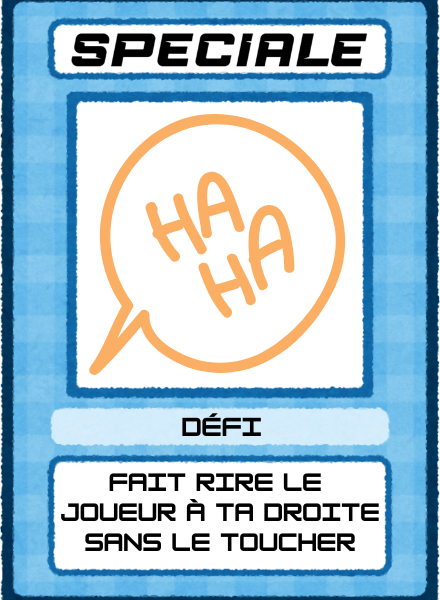 SPECIALE
HA
HA
DÉFI
FAIT RIRE LE
JOUEUR À TA DROITE
SANS LE TOUCHER